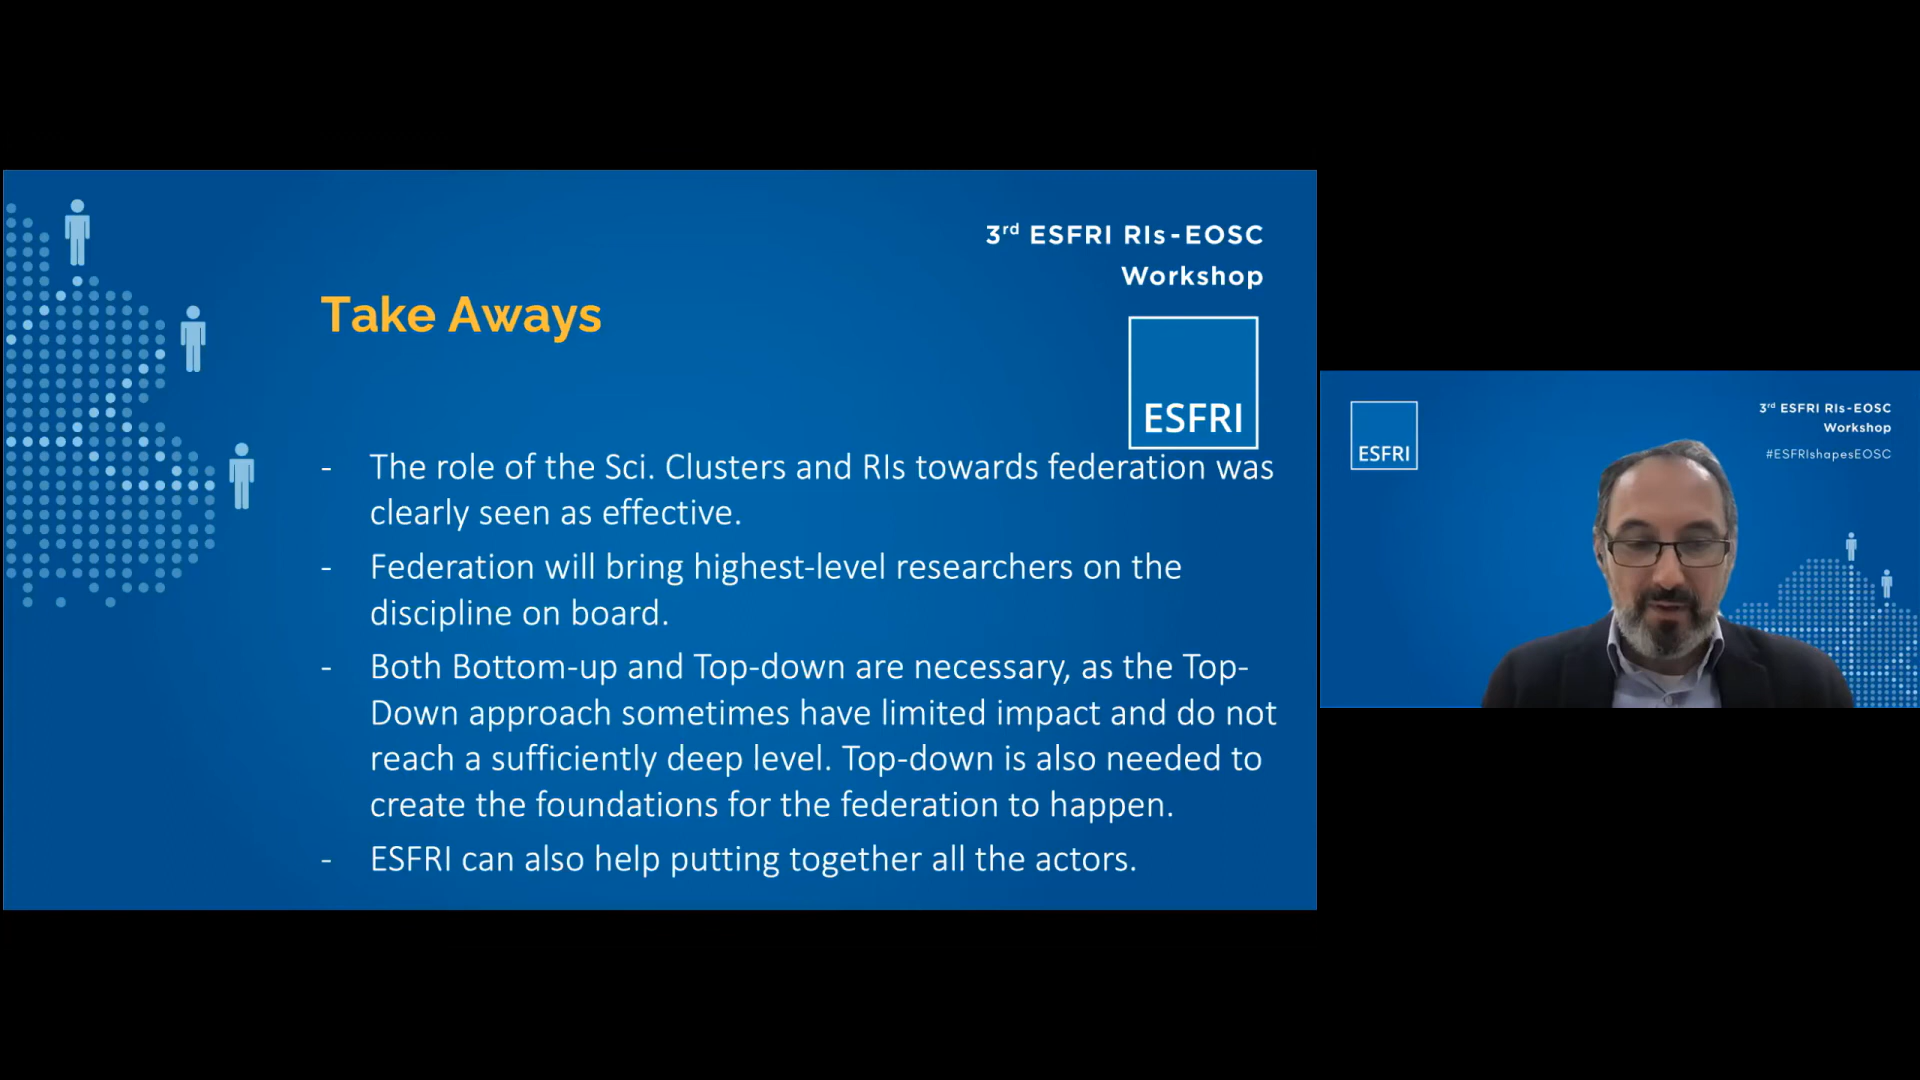 3rd ESFRI RIs-EOSC
Workshop
Take Aways
ESFRI
- The role of the Sci. Clusters and RIs towards federation was
clearly seen as effective.
- Federation will bring highest-level researchers on the
discipline on board.
- Both Bottom-up and Top-down are necessary, as the Top-
Down approach sometimes have limited impact and do not
reach a sufficiently deep level. Top-down is also needed to
create the foundations for the federation to happen.
- ESFRI can also help putting together all the actors.
ESFRI
3rd ESFRI RIs-EOSC
Workshop
#ESFRIshapesEOSC